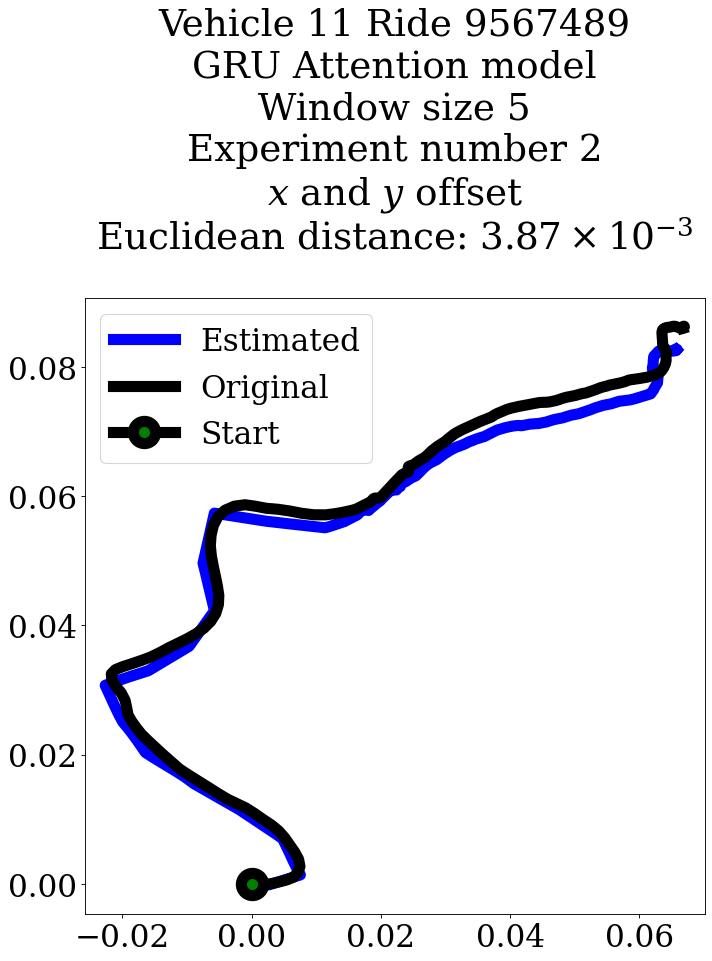 Vehicle 11 Ride 9567489
GRU Attention model
Window size 5
Experiment number 2
x and y offset
Euclidean distance: 3.87 × 10⁻³
Estimated
Original
Start
0.08
0.06
0.04
0.02
0.00
−0.02 0.00 0.02 0.04 0.06